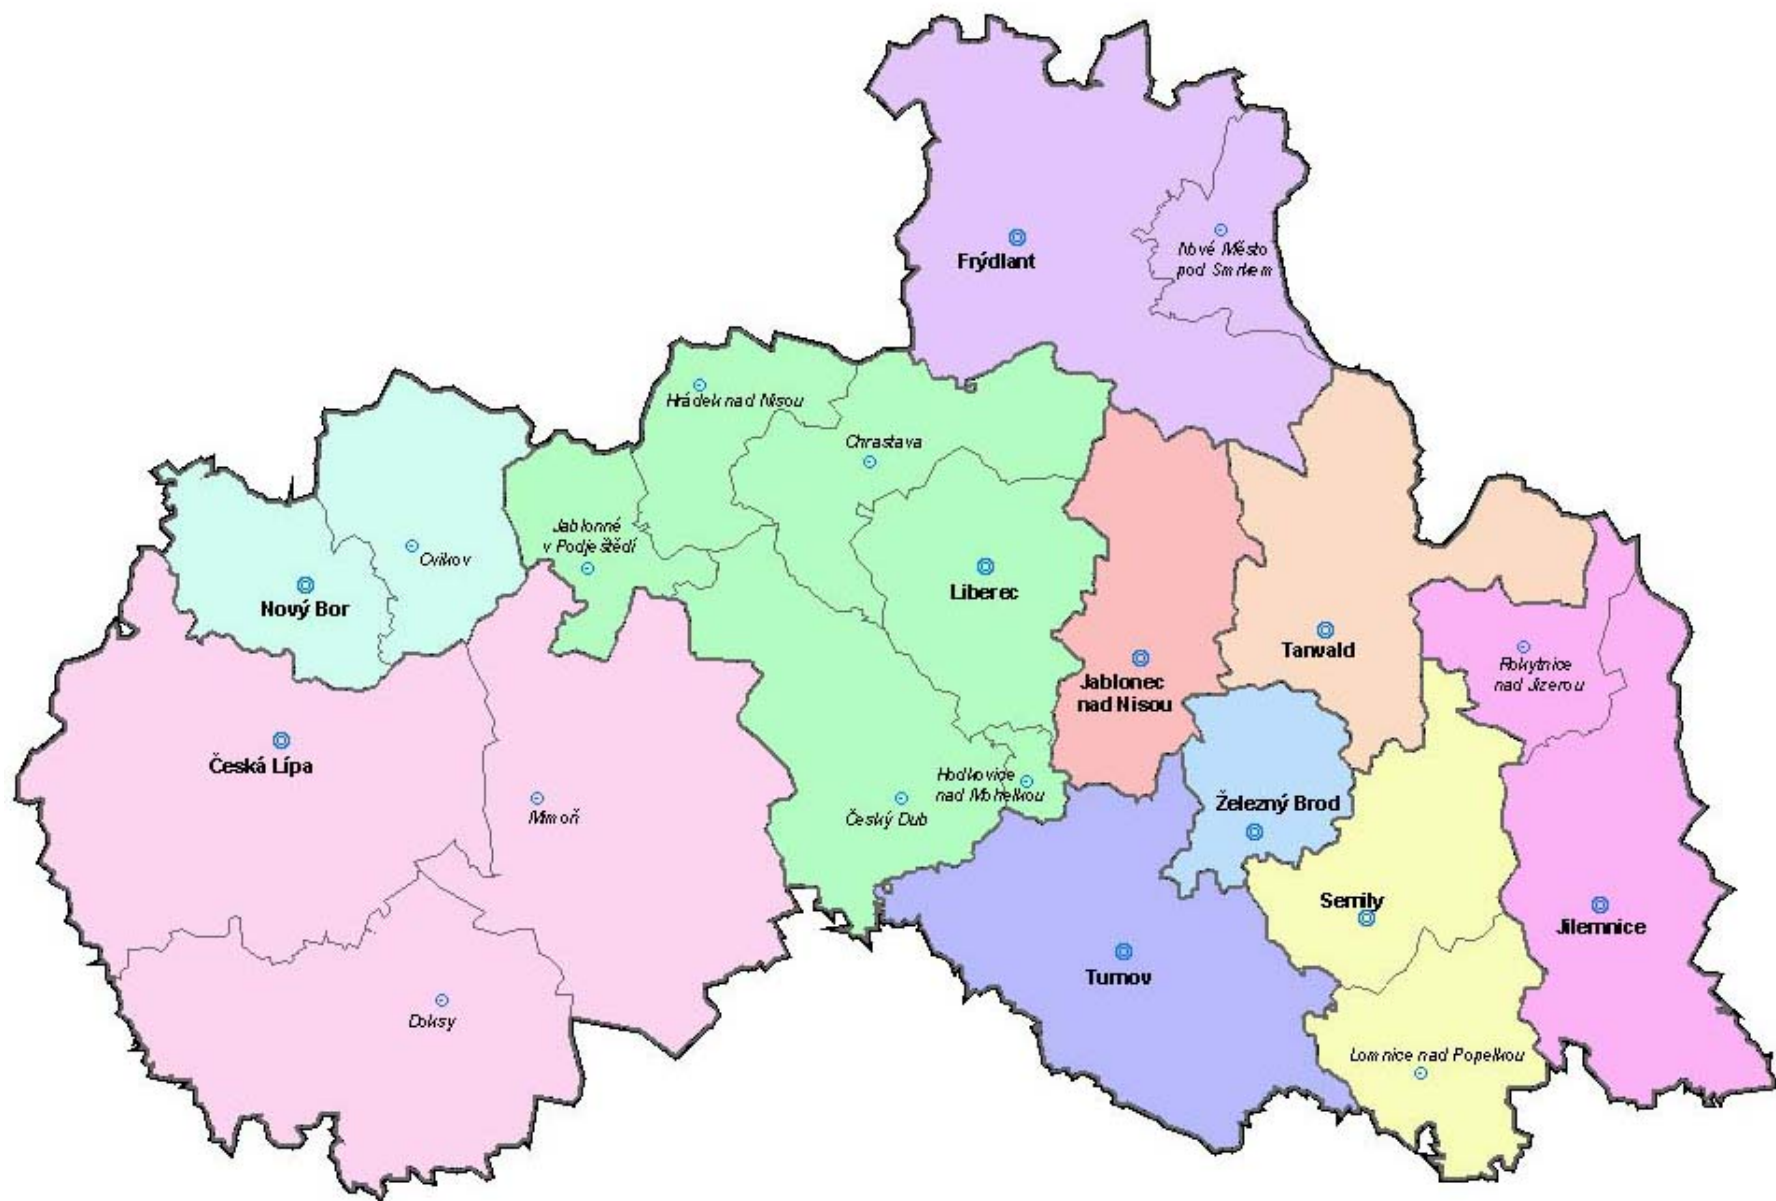 Frýdlant
Nové Město
pod Smrkem
Hrádek nad Nisou
Chrastava
Jablonné
v Podještědí
Cvikov
Nový Bor
Liberec
Tanvald
Rokytnice
nad Jizerou
Jablonec
nad Nisou
Česká Lípa
Mimoň
Český Dub
Hodkovice
nad Mohelkou
Železný Brod
Semily
Jilemnice
Turnov
Doksy
Lomnice nad Popelkou